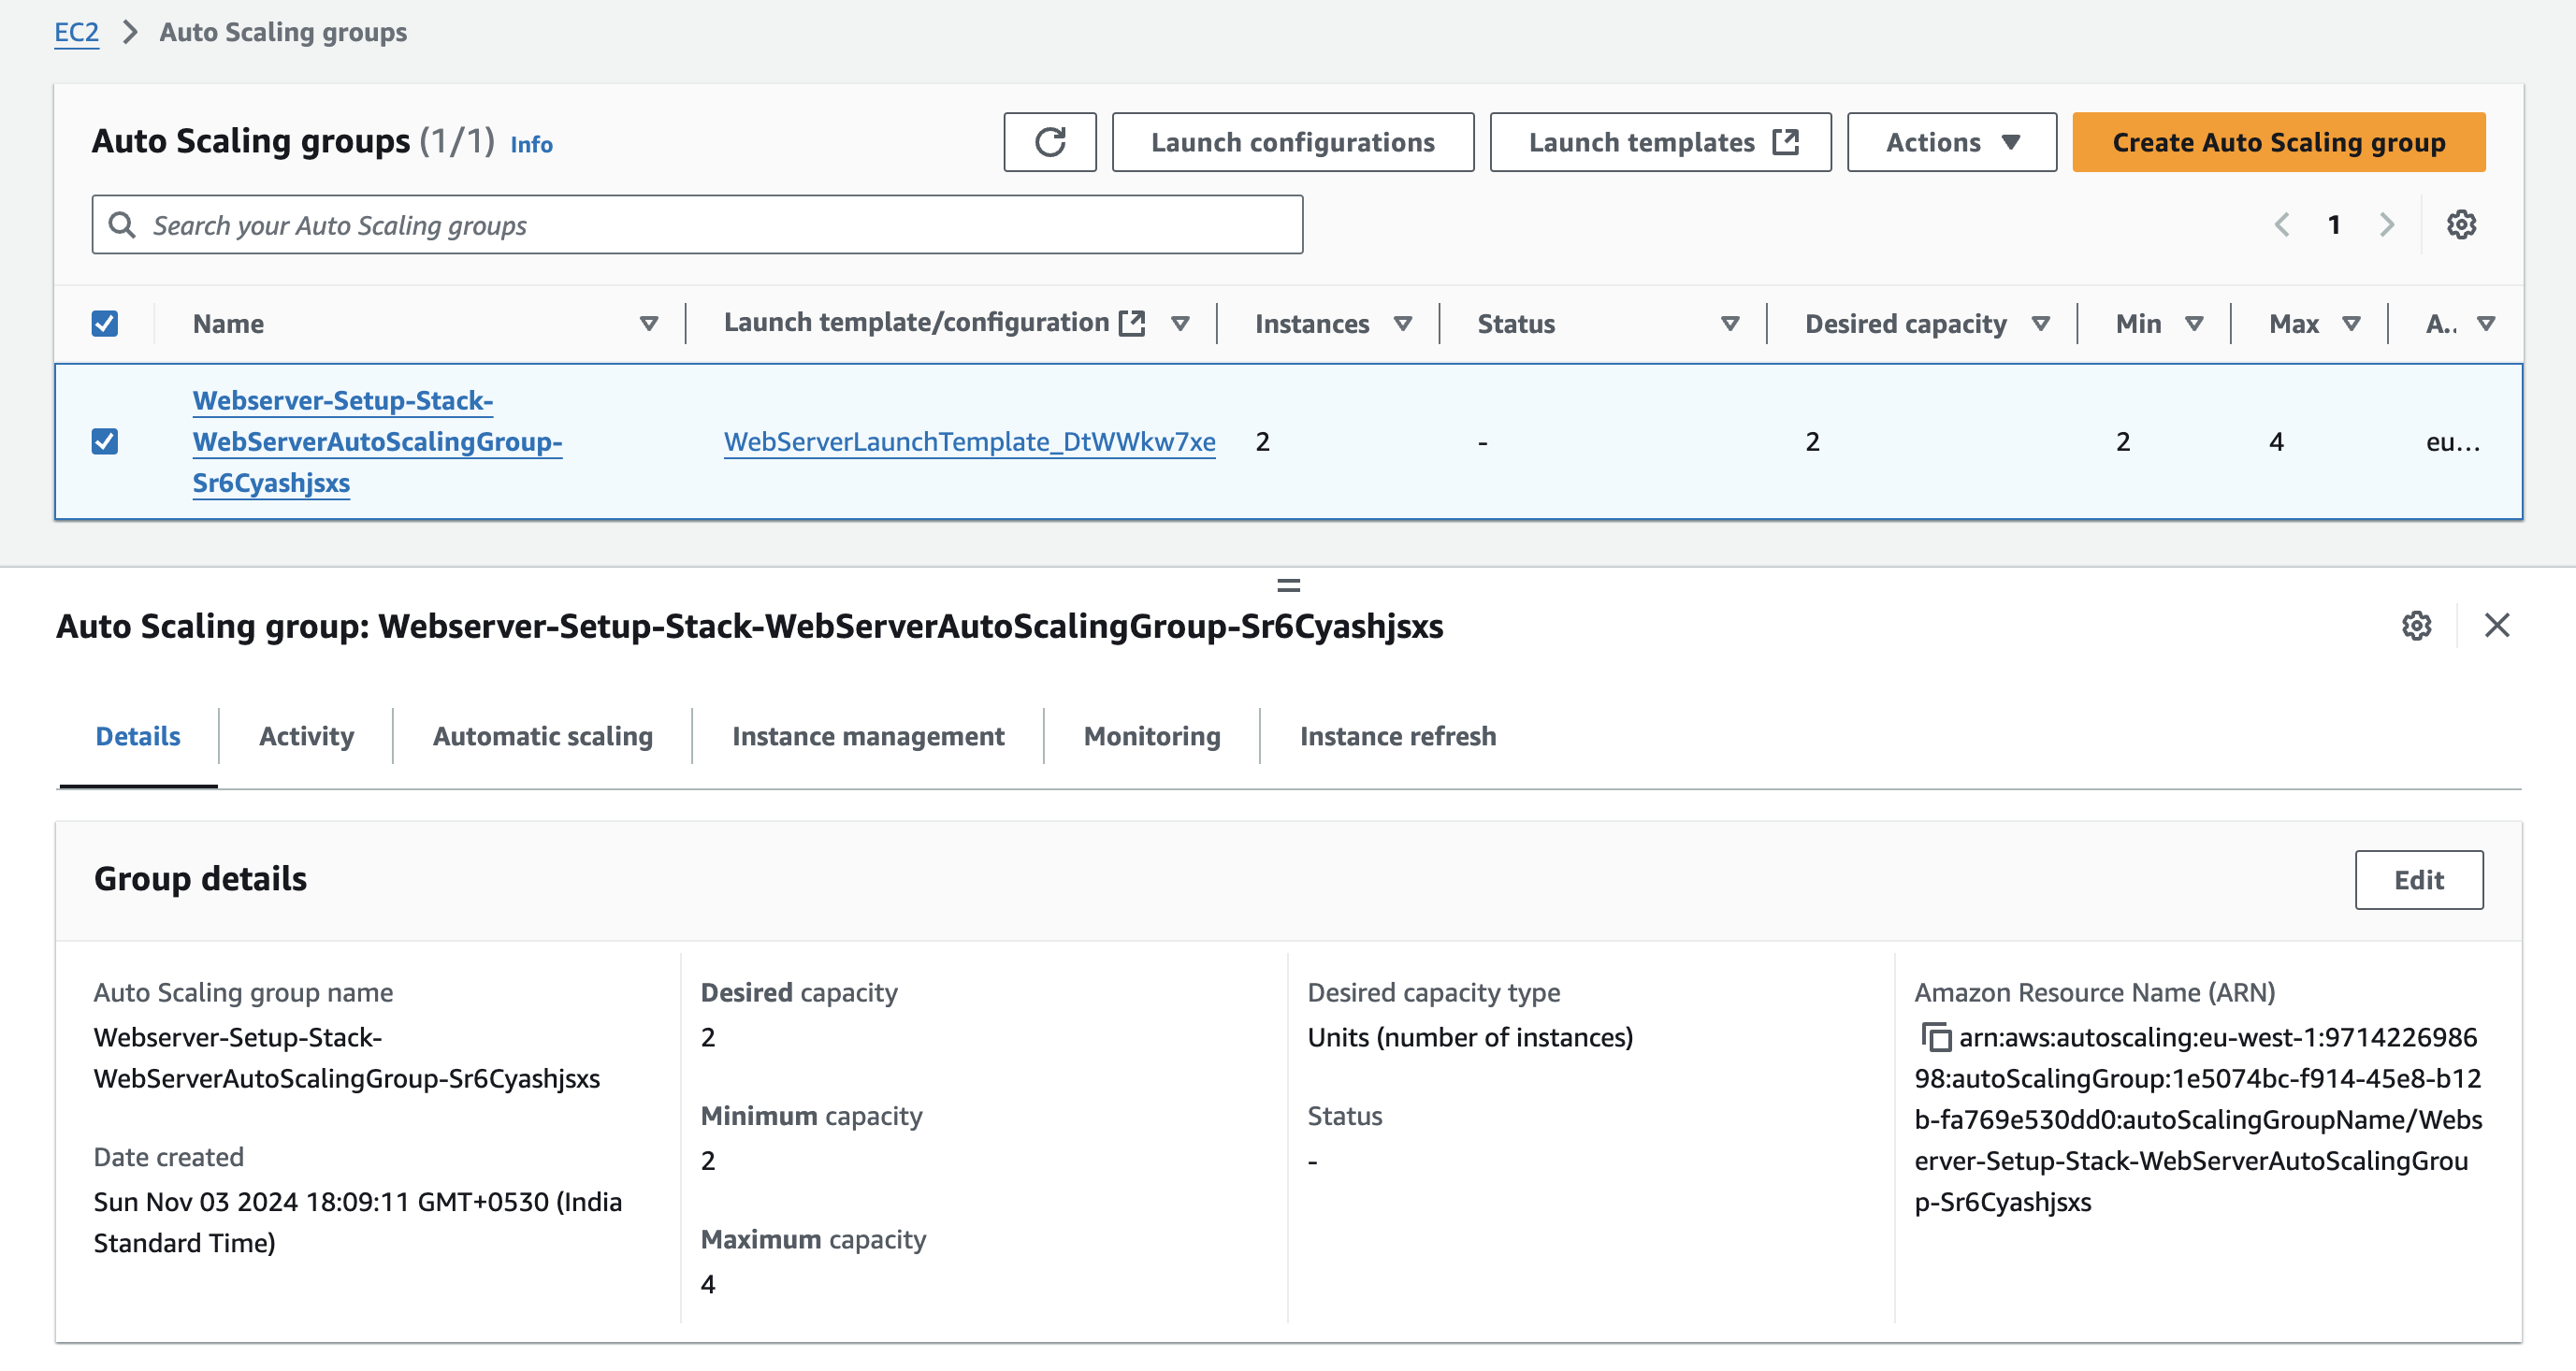 EC2 > Auto Scaling groups
Auto Scaling groups (1/1) Info
Launch configurations
Launch templates
Actions
Create Auto Scaling group
Search your Auto Scaling groups
1
Name
Launch template/configuration
Instances
Status
Desired capacity
Min
Max
A..
Webserver-Setup-Stack-
WebServerAutoScalingGroup-
Sr6Cyashjsxs
WebServerLaunchTemplate_DtWWkw7xe
2
-
2
2
4
eu...
Auto Scaling group: Webserver-Setup-Stack-WebServerAutoScalingGroup-Sr6Cyashjsxs
Details
Activity
Automatic scaling
Instance management
Monitoring
Instance refresh
Group details
Edit
Auto Scaling group name
Webserver-Setup-Stack-
WebServerAutoScalingGroup-Sr6Cyashjsxs
Date created
Sun Nov 03 2024 18:09:11 GMT+0530 (India
Standard Time)
Desired capacity
2
Minimum capacity
2
Maximum capacity
4
Desired capacity type
Units (number of instances)
Status
-
Amazon Resource Name (ARN)
arn:aws:autoscaling:eu-west-1:9714226986
98:autoScalingGroup:1e5074bc-f914-45e8-b12
b-fa769e530dd0:autoScalingGroupName/Webs
erver-Setup-Stack-WebServerAutoScalingGrou
p-Sr6Cyashjsxs